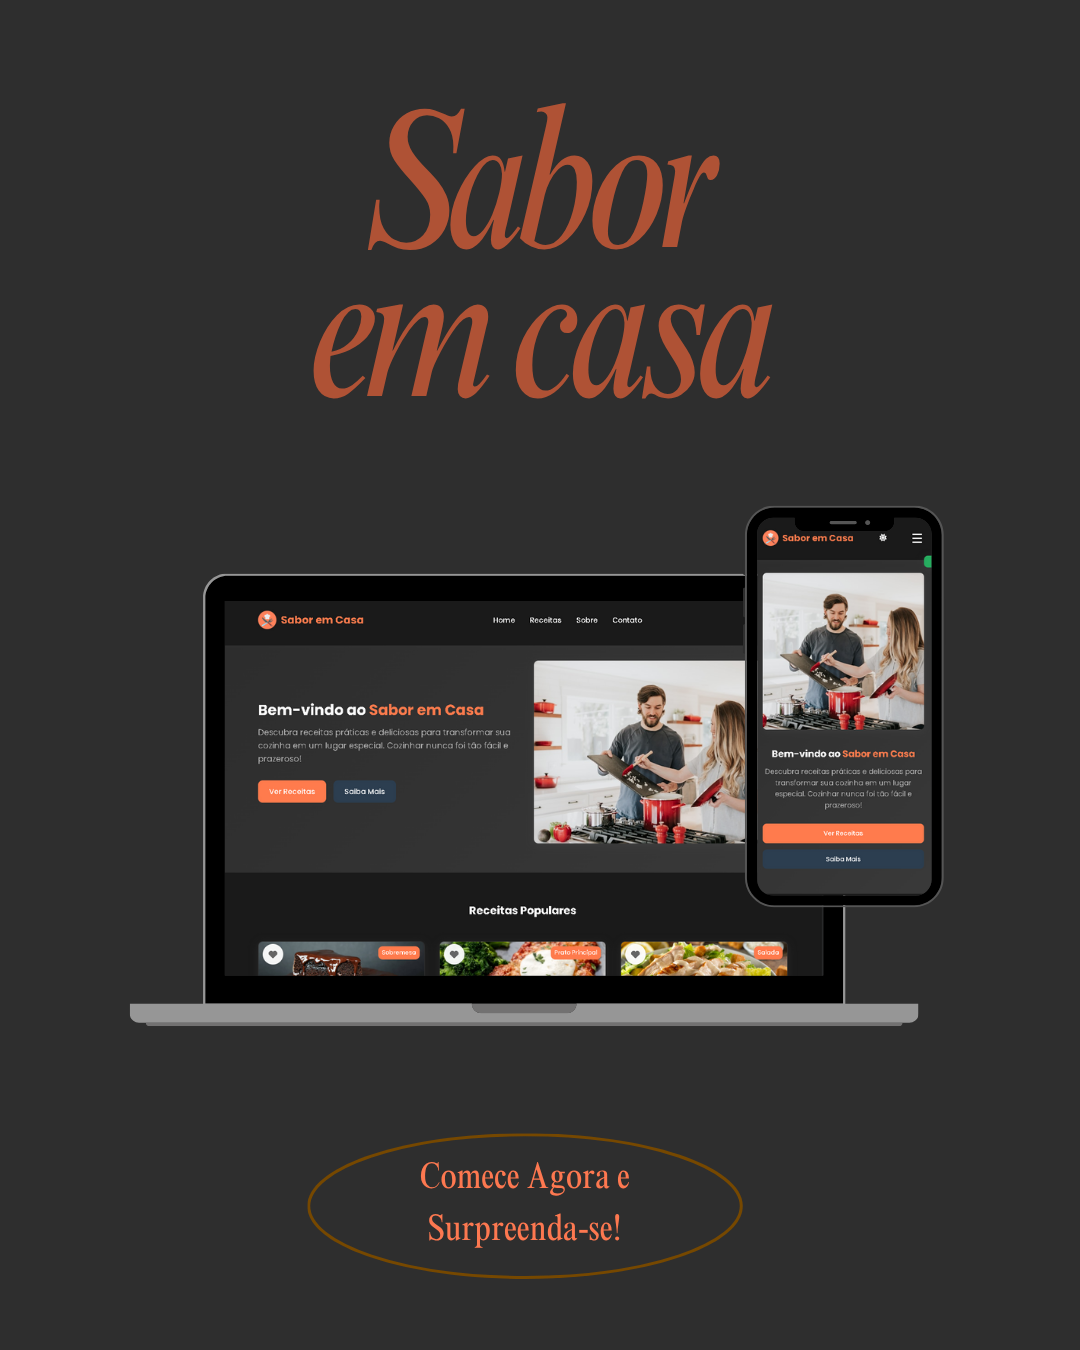 Sabor
em casa
Sabor em Casa
Home Receitas Sobre Contato
Bem-vindo ao Sabor em Casa
Descubra receitas práticas e deliciosas para transformar sua
cozinha em um lugar especial. Cozinhar nunca foi tão fácil e
prazeroso!
Ver Receitas Saiba Mais
Receitas Populares
Sobremesa Prato Principal Salada
Sabor em Casa
Bem-vindo ao Sabor em Casa
Descubra receitas práticas e deliciosas para
transformar sua cozinha em um lugar
especial. Cozinhar nunca foi tão fácil e
prazeroso!
Ver Receitas
Saiba Mais
Comece Agora e
Surpreenda-se!